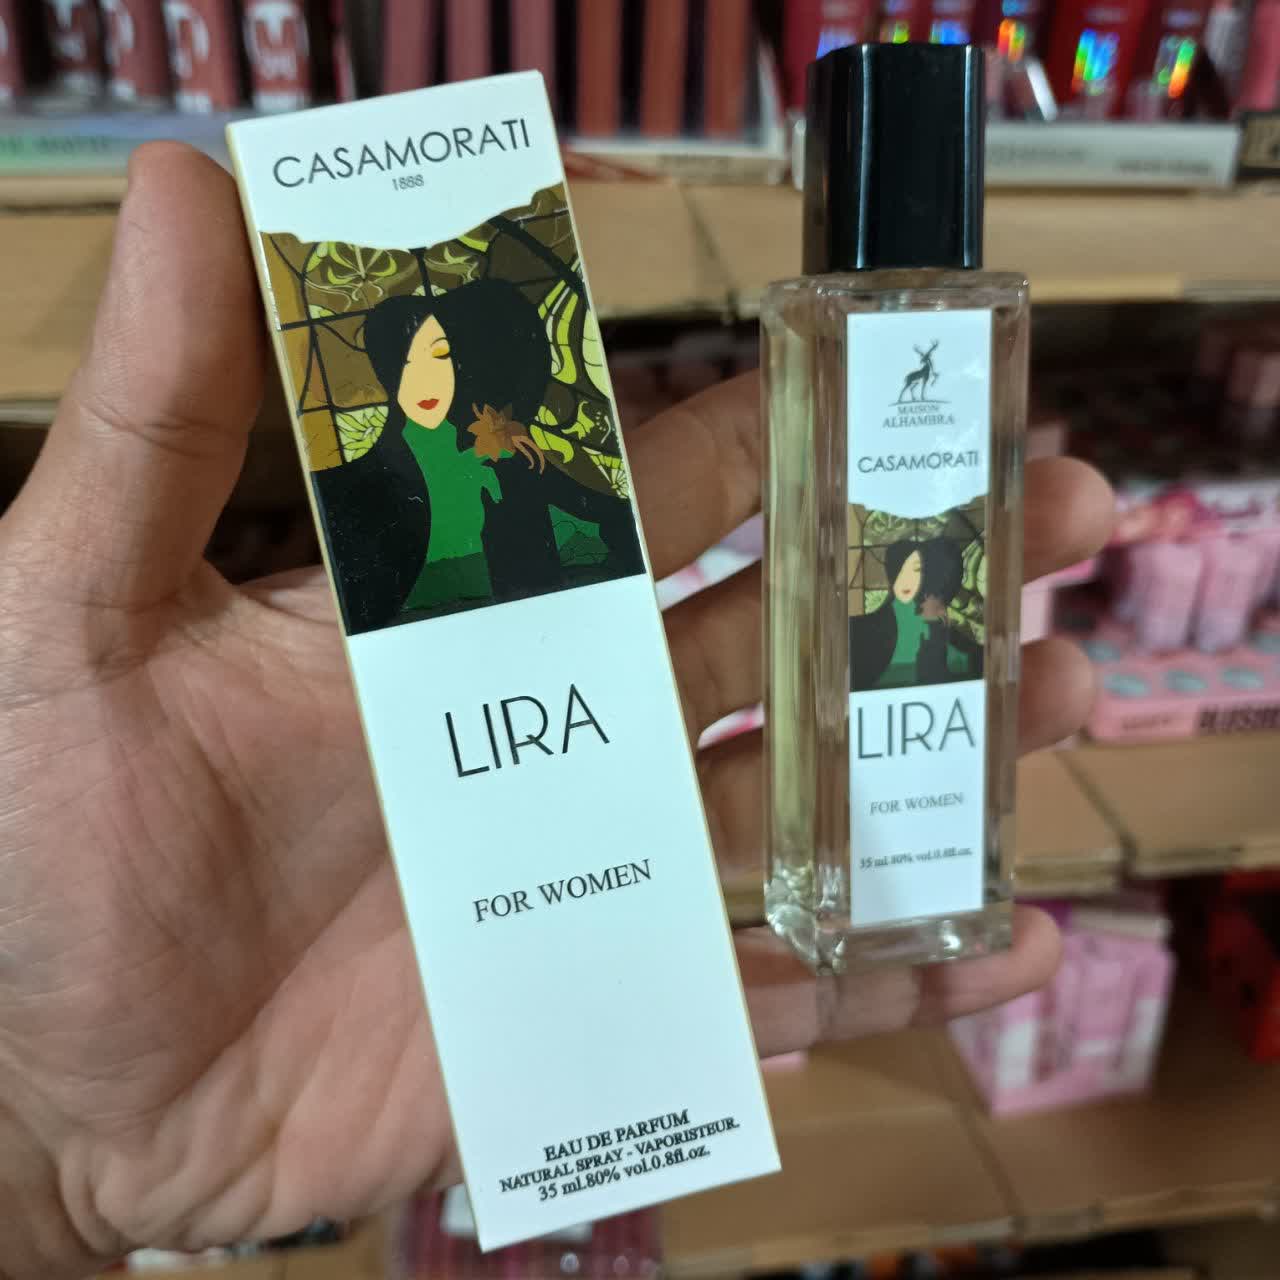 CASAMORATI
1888
LIRA
FOR WOMEN
EAU DE PARFUM
NATURAL SPRAY - VAPORISTEUR
35 ml.80% vol.0.8fl.oz.
MAISON
ALHAMBRA
CASAMORATI
LIRA
FOR WOMEN
35 ml.80% vol.0.8fl.oz.